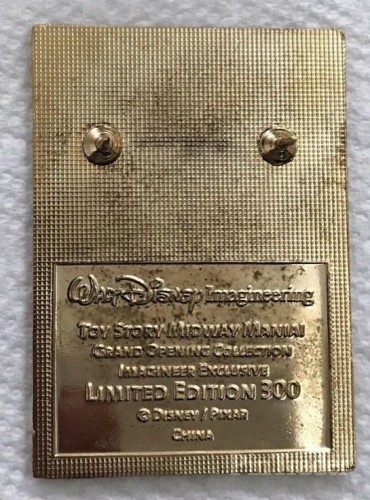 Walt Disney Imagineering
Toy Story Midway Mania!
Grand Opening Collection
Imagineer Exclusive
Limited Edition 300
© Disney / Pixar
China